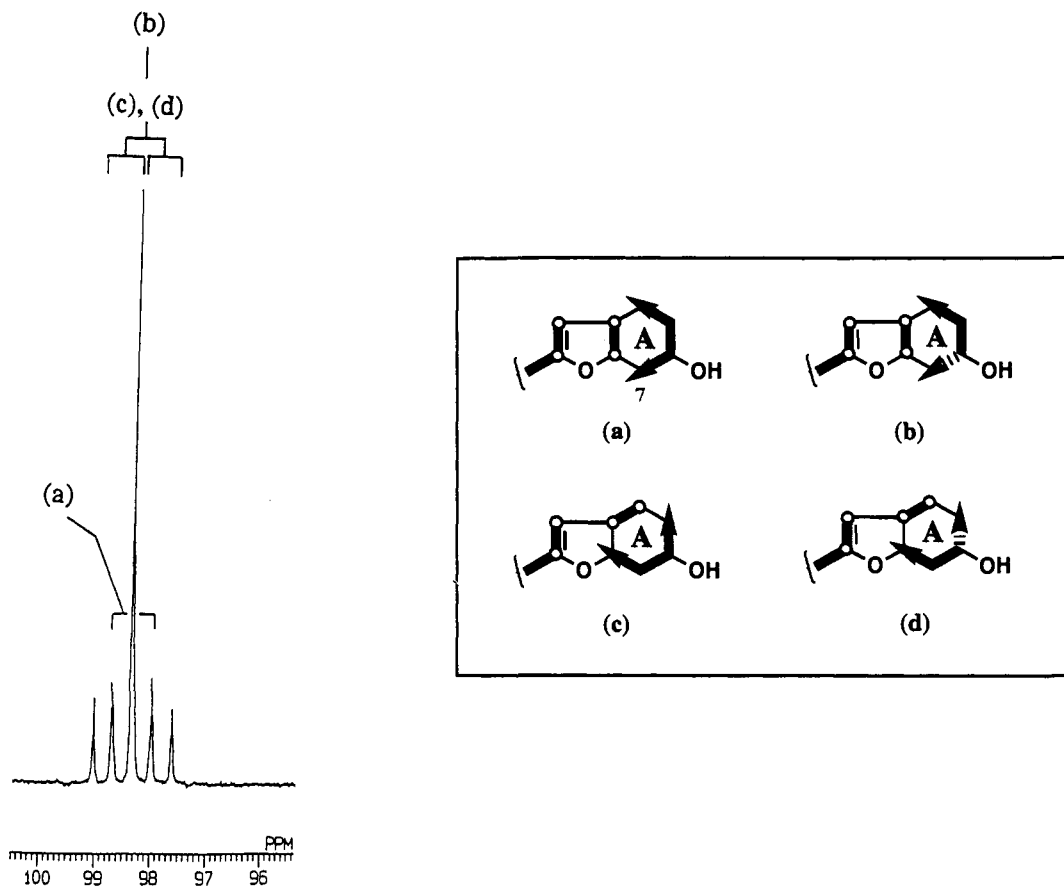 (b)
(c), (d)
(a)
PPM
100 99 98 97 96
A A
O OH O OH
7
(a) (b)
A A
O OH O OH
(c) (d)